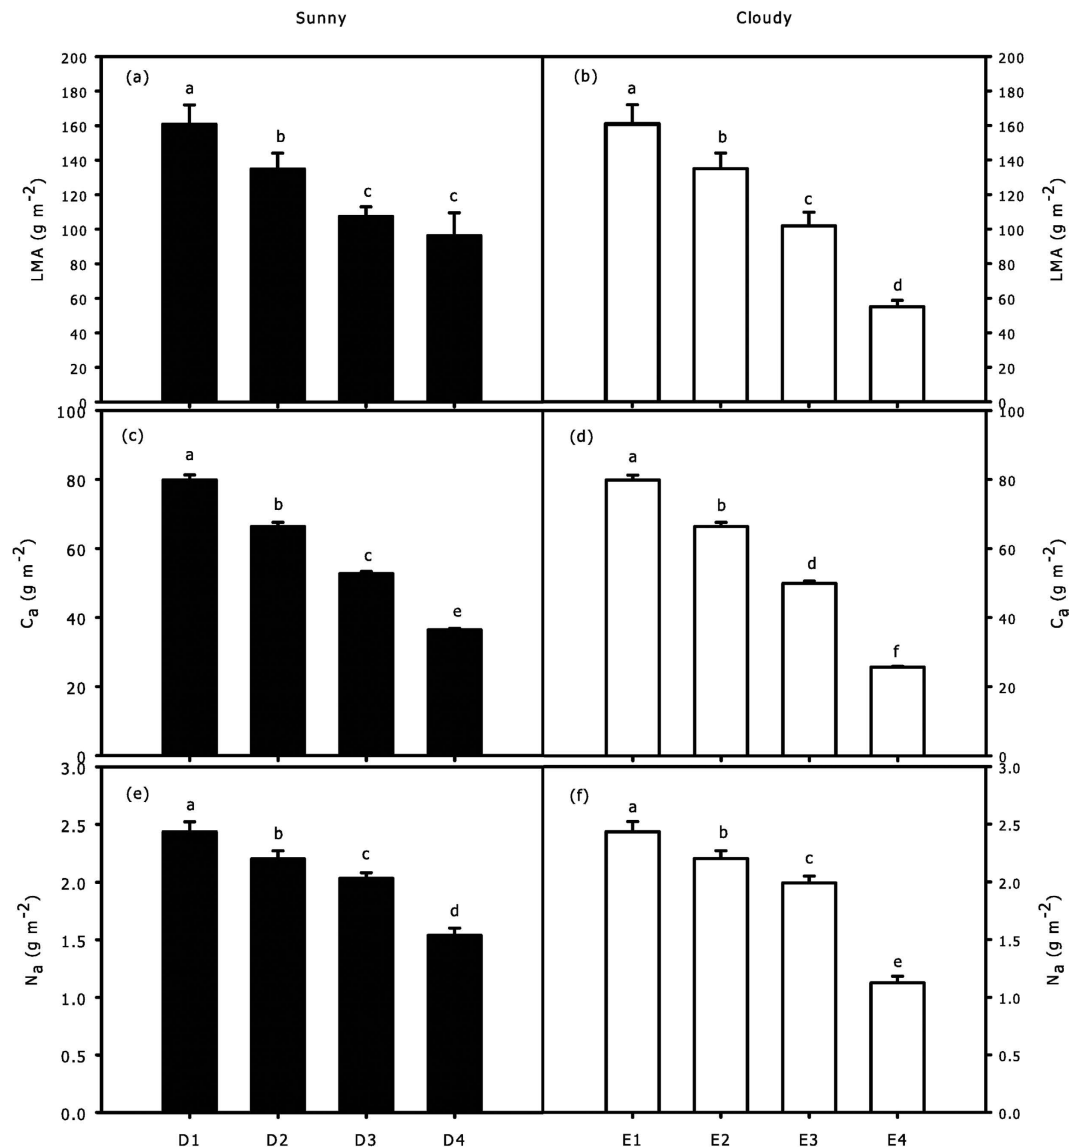 Sunny Cloudy
(a) (b)
200 200
180 180
160 160
140 140
120 120
100 100
80 80
60 60
40 40
20 20
0 0
LMA (g m-2) LMA (g m-2)
a b c c a b c d
(c) (d)
100 100
80 80
60 60
40 40
20 20
0 0
Ca (g m-2) Ca (g m-2)
a b c e a b d f
(e) (f)
3.0 3.0
2.5 2.5
2.0 2.0
1.5 1.5
1.0 1.0
0.5 0.5
0.0 0.0
Na (g m-2) Na (g m-2)
a b c d a b c e
D1 D2 D3 D4 E1 E2 E3 E4